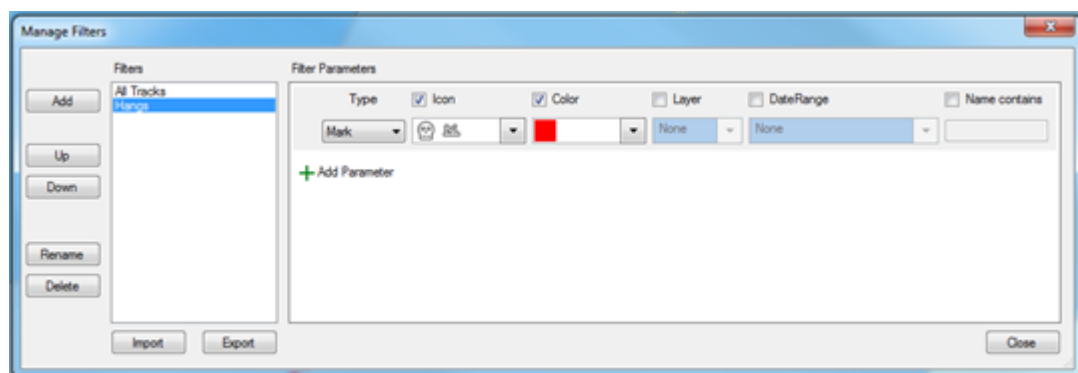 Manage Filters
Filters
Filter Parameters
Add
Up
Down
Rename
Delete
All Tracks
Hangs
Import
Export
Type Icon Color Layer DateRange Name contains
Mark None None
Add Parameter
Close